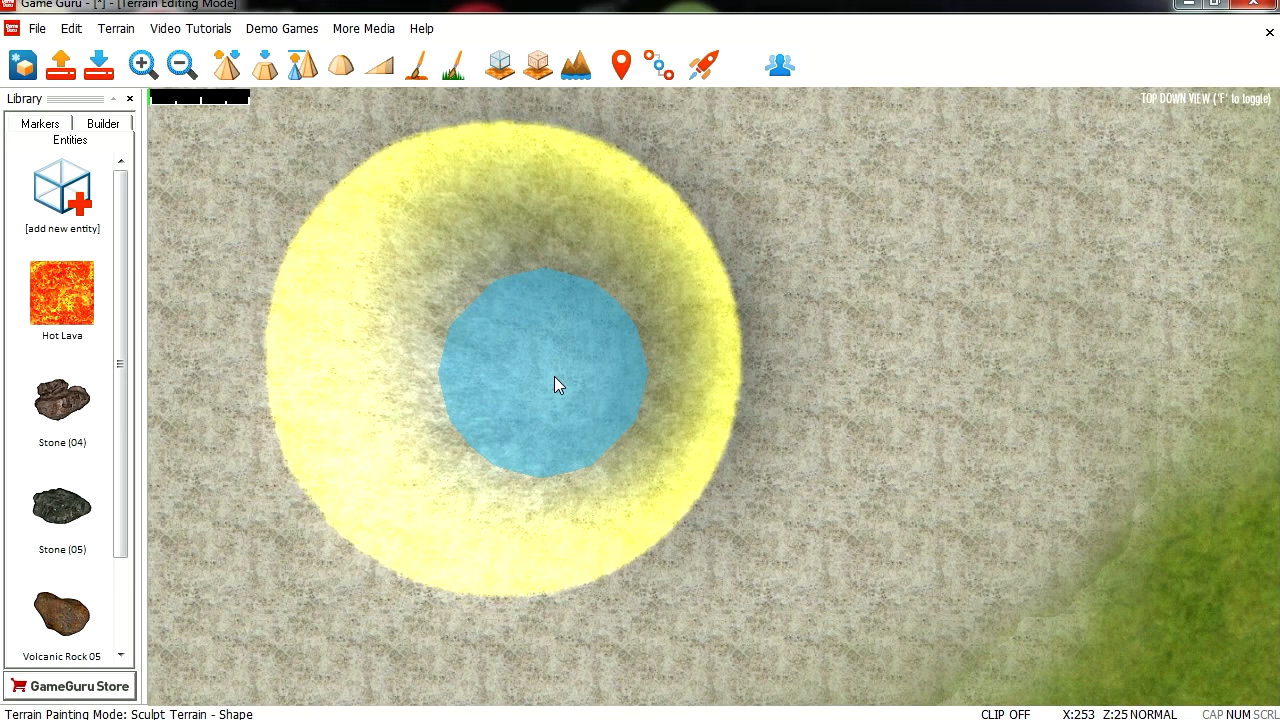 Game Guru - [*] - [Terrain Editing Mode]
File Edit Terrain Video Tutorials Demo Games More Media Help
Library
Markers Builder
Entities
TOP DOWN VIEW ('F' to toggle)
[add new entity]
Hot Lava
Stone (04)
Stone (05)
Volcanic Rock 05
GameGuru Store
Terrain Painting Mode: Sculpt Terrain - Shape CLIP OFF X:253 Z:25 NORMAL CAP NUM SCRL